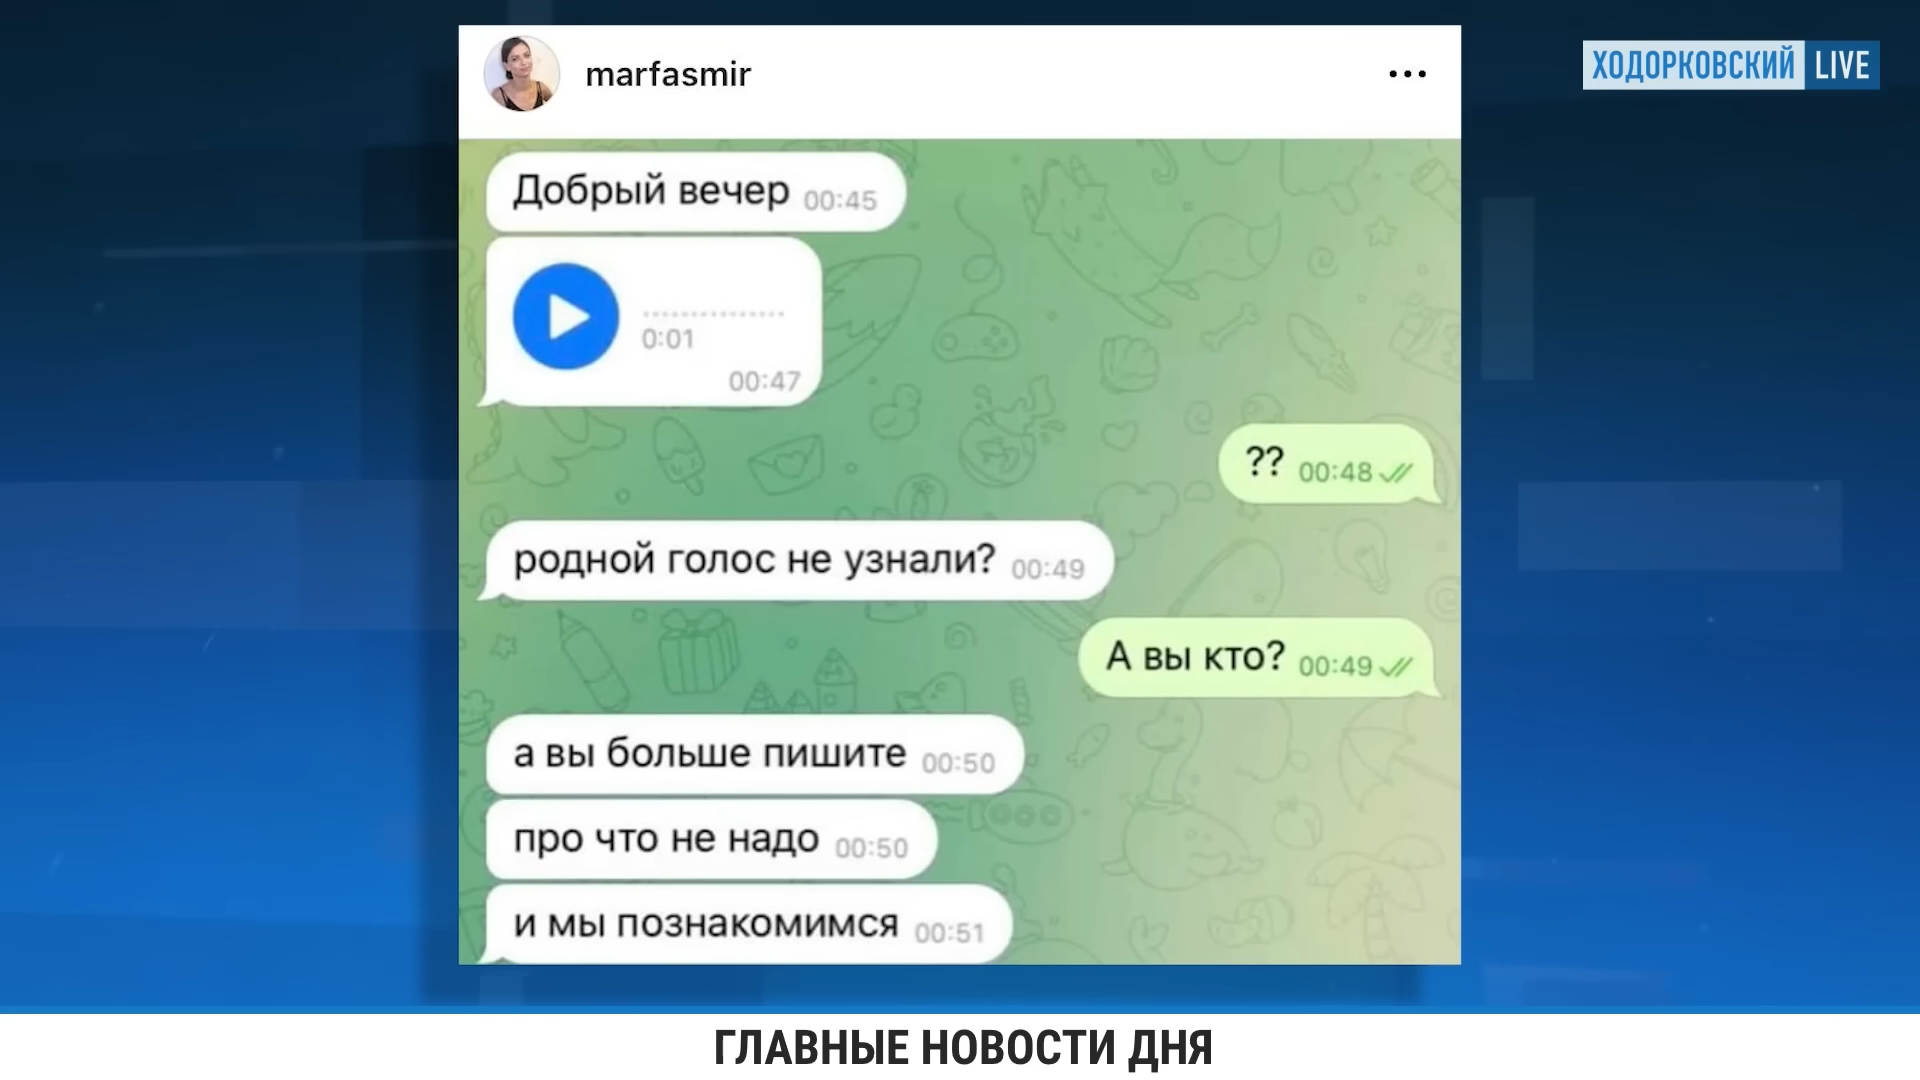 marfasmir
ХОДОРКОВСКИЙ LIVE
Добрый вечер 00:45
0:01
00:47
?? 00:48
родной голос не узнали? 00:49
А вы кто? 00:49
а вы больше пишите 00:50
про что не надо 00:50
и мы познакомимся 00:51
ГЛАВНЫЕ НОВОСТИ ДНЯ